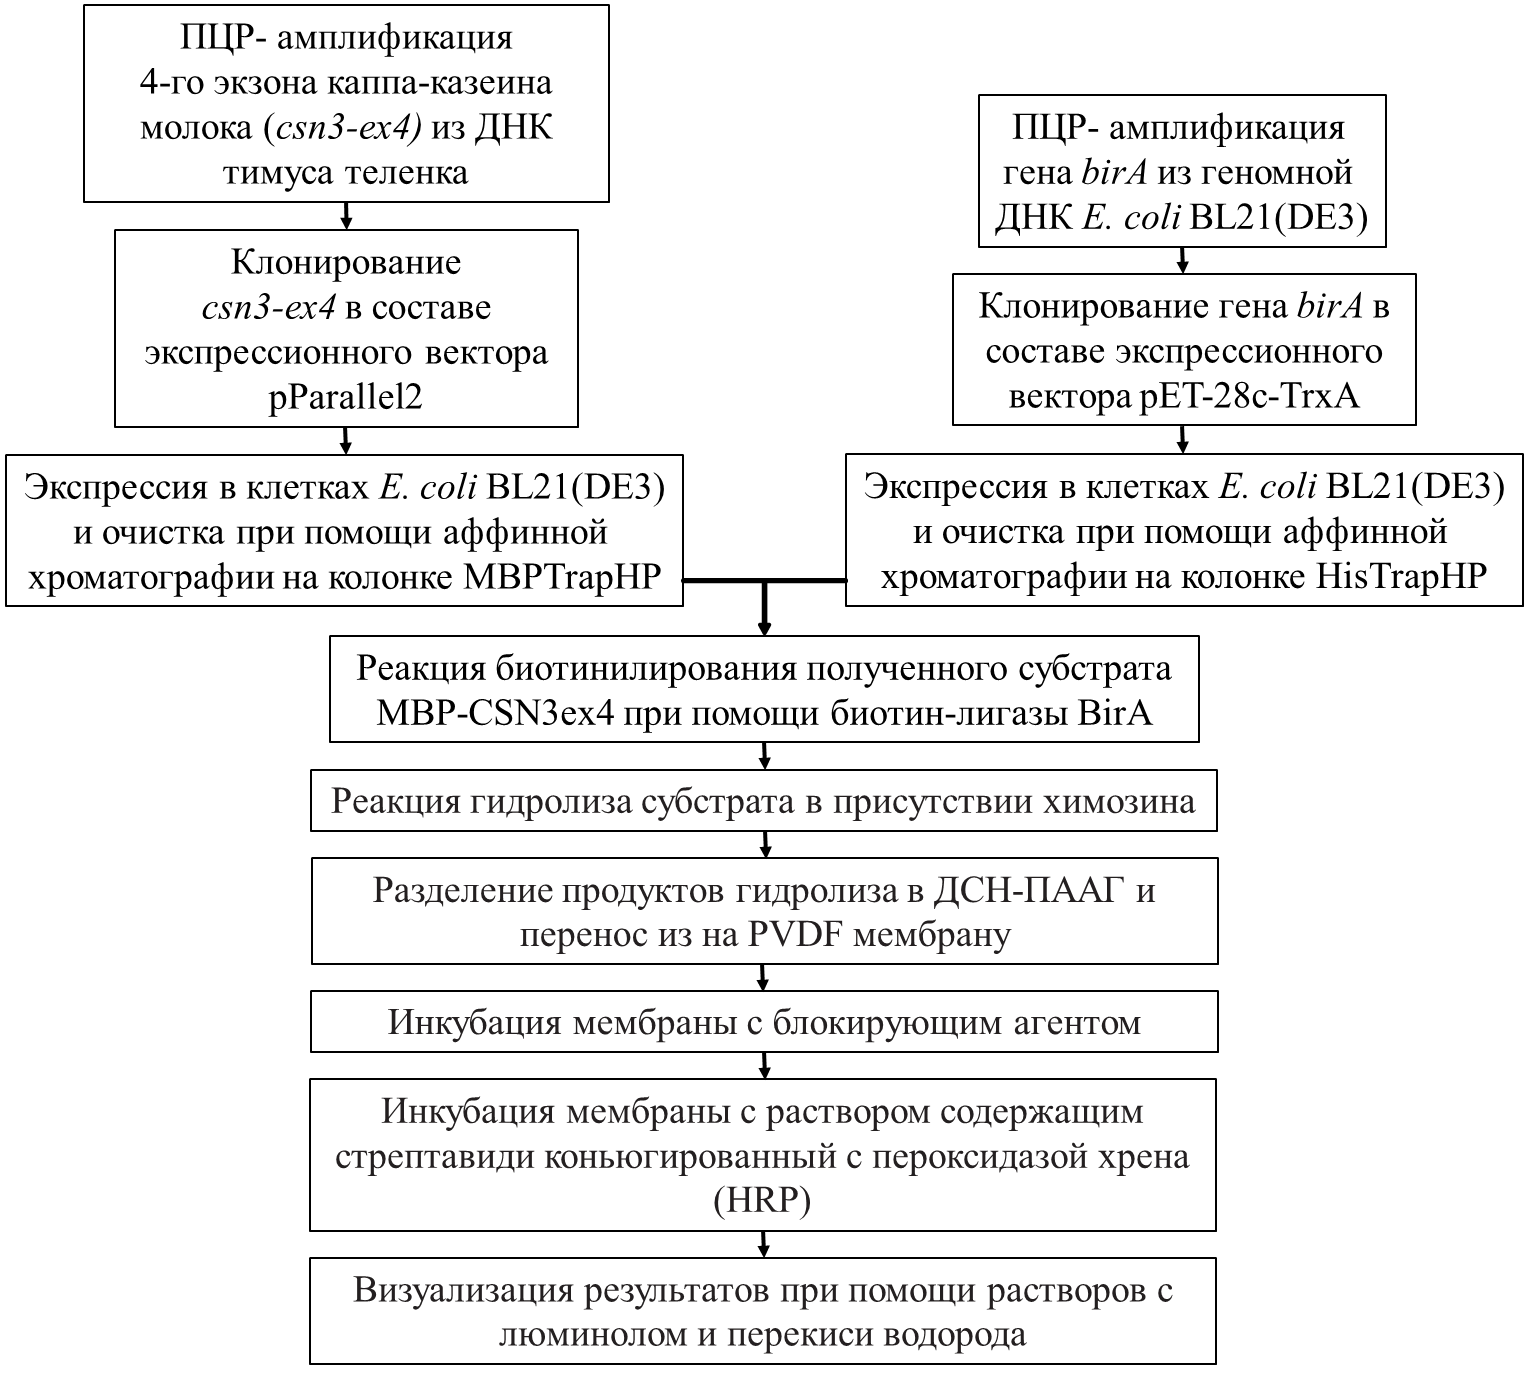 ПЦР- амплификация
4-го экзона каппа-казеина
молока (csn3-ex4) из ДНК
тимуса теленка
Клонирование
csn3-ex4 в составе
экспрессионного вектора
pParallel2
Экспрессия в клетках E. coli BL21(DE3)
и очистка при помощи аффинной
хроматографии на колонке MBPTrapHP
ПЦР- амплификация
гена birA из геномной
ДНК E. coli BL21(DE3)
Клонирование гена birA в
составе экспрессионного
вектора pET-28c-TrxA
Экспрессия в клетках E. coli BL21(DE3)
и очистка при помощи аффинной
хроматографии на колонке HisTrapHP
Реакция биотинилирования полученного субстрата
MBP-CSN3ex4 при помощи биотин-лигазы BirA
Реакция гидролиза субстрата в присутствии химозина
Разделение продуктов гидролиза в ДСН-ПААГ и
перенос из на PVDF мембрану
Инкубация мембраны с блокирующим агентом
Инкубация мембраны с раствором содержащим
стрептавиди коньюгированный с пероксидазой хрена
(HRP)
Визуализация результатов при помощи растворов с
люминолом и перекиси водорода